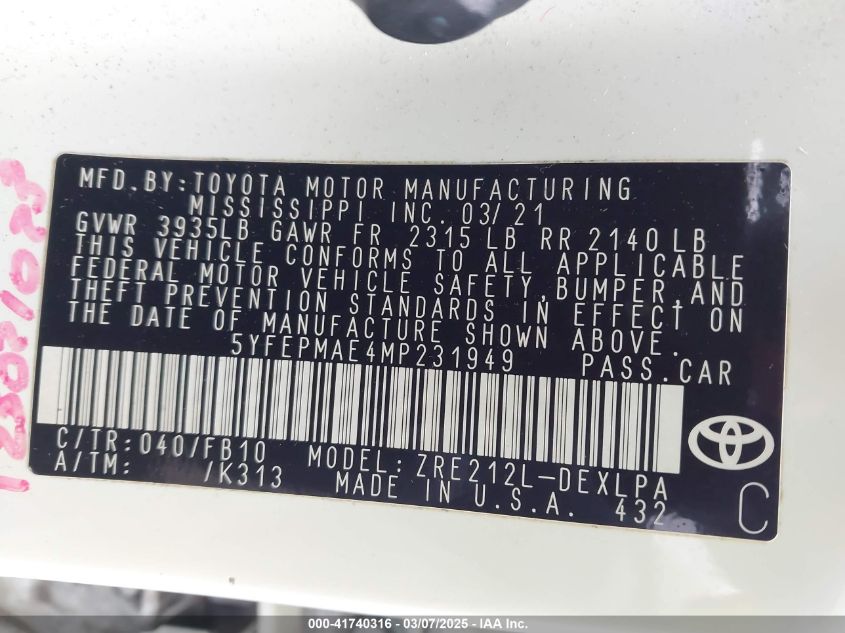 MFD.BY:TOYOTA MOTOR MANUFACTURING
MISSISSIPPI INC. 03/21
GVWR 3935LB GAWR FR 2315 LB RR 2140 LB
THIS VEHICLE CONFORMS TO ALL APPLICABLE
FEDERAL MOTOR VEHICLE SAFETY, BUMPER, AND
THEFT PREVENTION STANDARDS IN EFFECT ON
THE DATE OF MANUFACTURE SHOWN ABOVE.
5YFEPMAE4MP231949 PASS.CAR
C/TR: 040/FB10 MODEL: ZRE212L-DEXLPA
A/TM: /K313 MADE IN U.S.A. 432
C
000-41740316 | 03/07/2025 | IAA Inc.